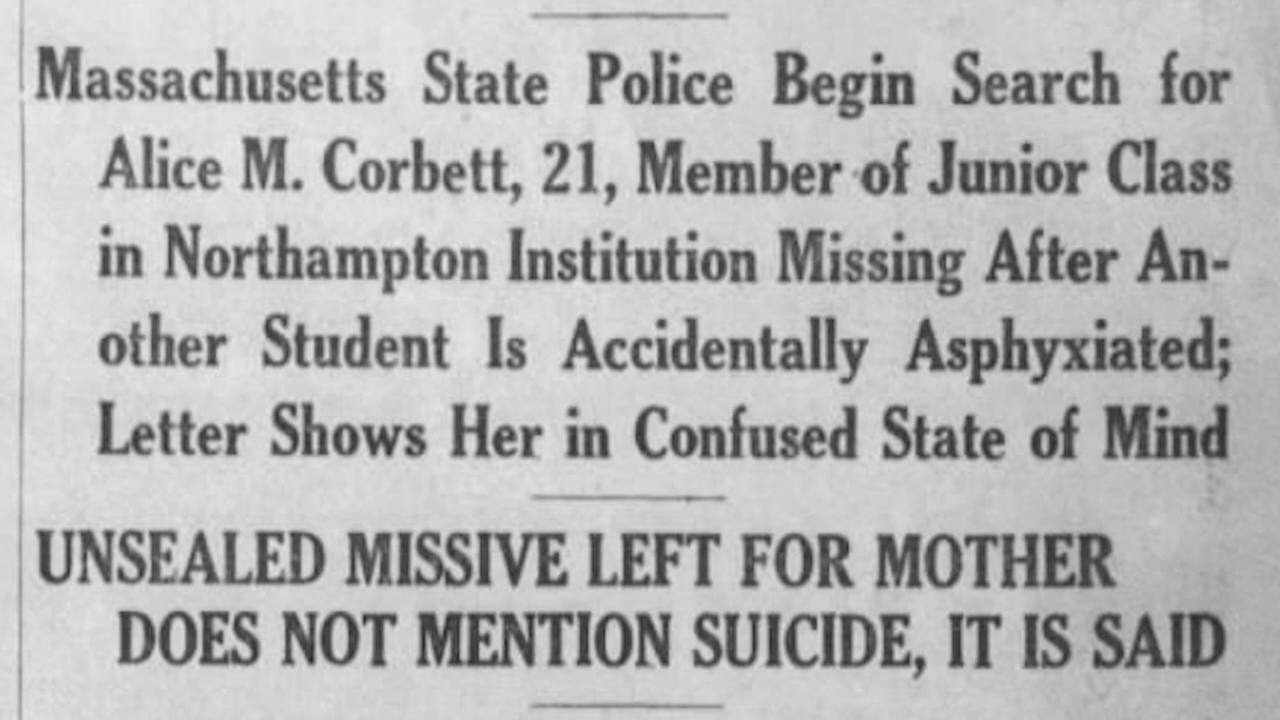 Massachusetts State Police Begin Search for
Alice M. Corbett, 21, Member of Junior Class
in Northampton Institution Missing After An-
other Student Is Accidentally Asphyxiated;
Letter Shows Her in Confused State of Mind
UNSEALED MISSIVE LEFT FOR MOTHER
DOES NOT MENTION SUICIDE, IT IS SAID